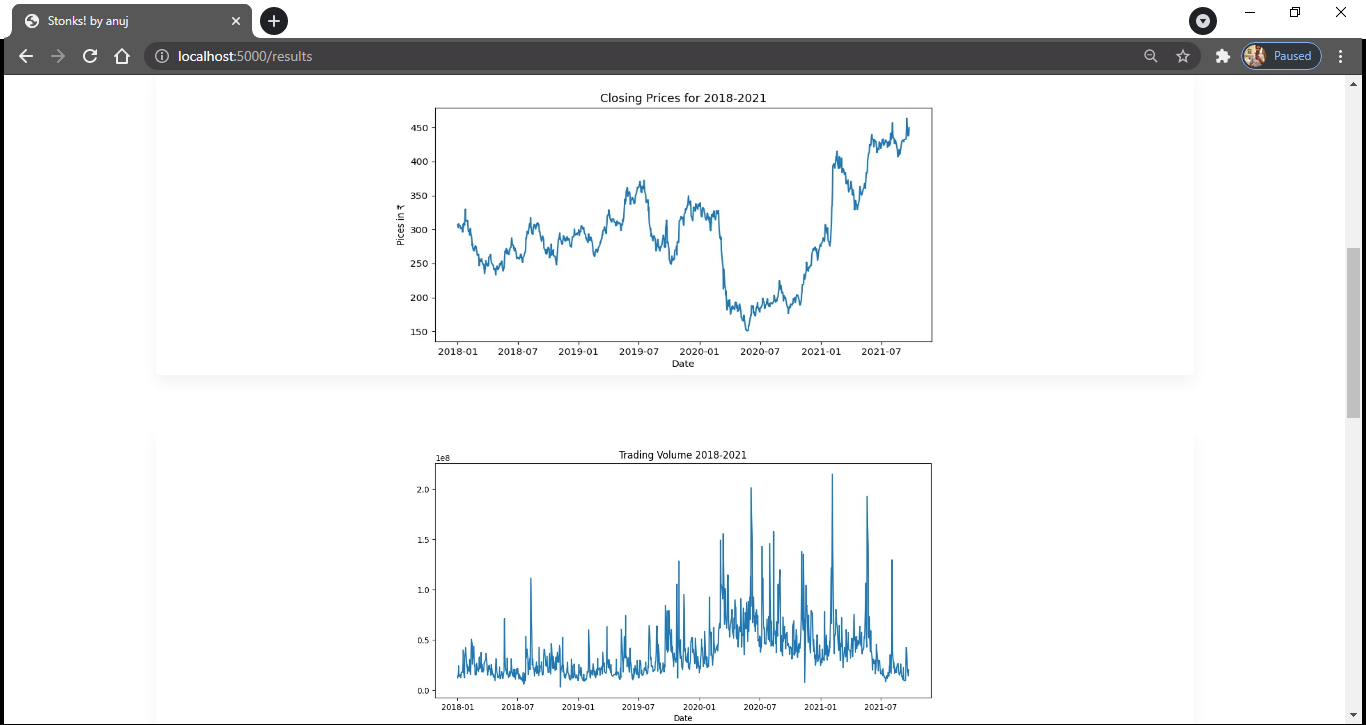 Stonks! by anuj
localhost:5000/results
Paused
Closing Prices for 2018-2021
Pices in ₹
450
400
350
300
250
200
150
2018-01 2018-07 2019-01 2019-07 2020-01 2020-07 2021-01 2021-07
Date
Trading Volume 2018-2021
1e8
2.0
1.5
1.0
0.5
0.0
2018-01 2018-07 2019-01 2019-07 2020-01 2020-07 2021-01 2021-07
Date